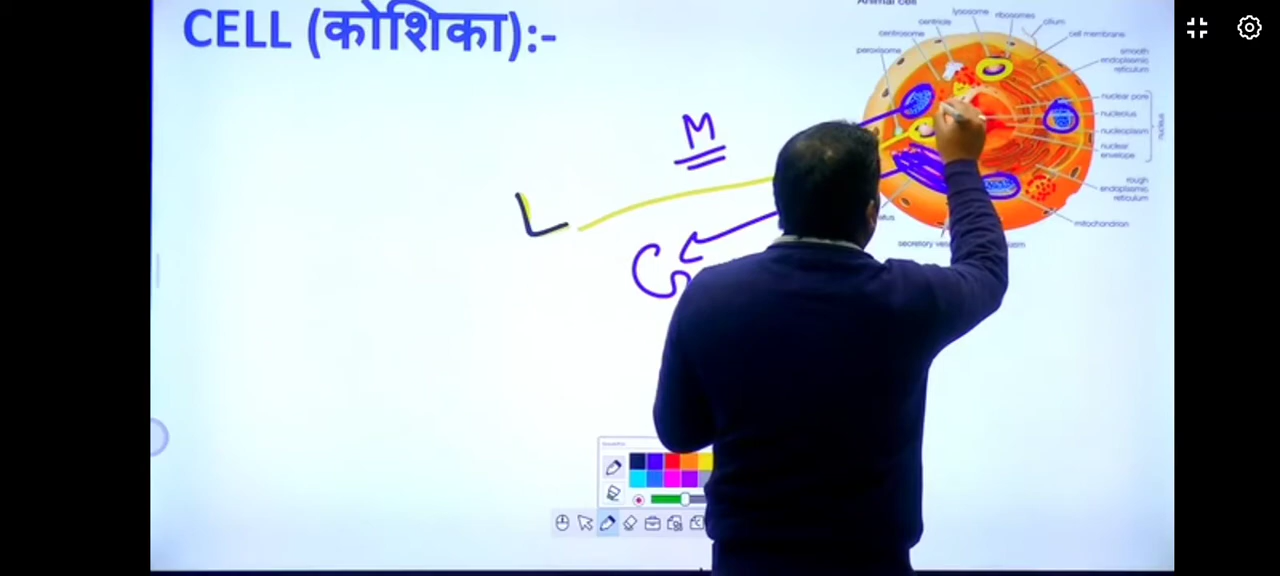 Animal cell
CELL (कोशिका):-
lysosome
ribosomes
centriole
cilium
centrosome
cell membrane
peroxisome
smooth
endoplasmic
reticulum
nuclear pore
nucleolus
nucleus
nucleoplasm
nuclear
envelope
M
rough
endoplasmic
reticulum
L
mitochondrion
secretory
G